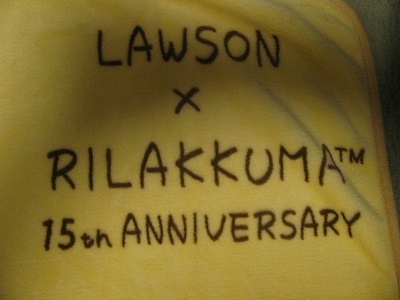 LAWSON
×
RILAKKUMA™
15th ANNIVERSARY